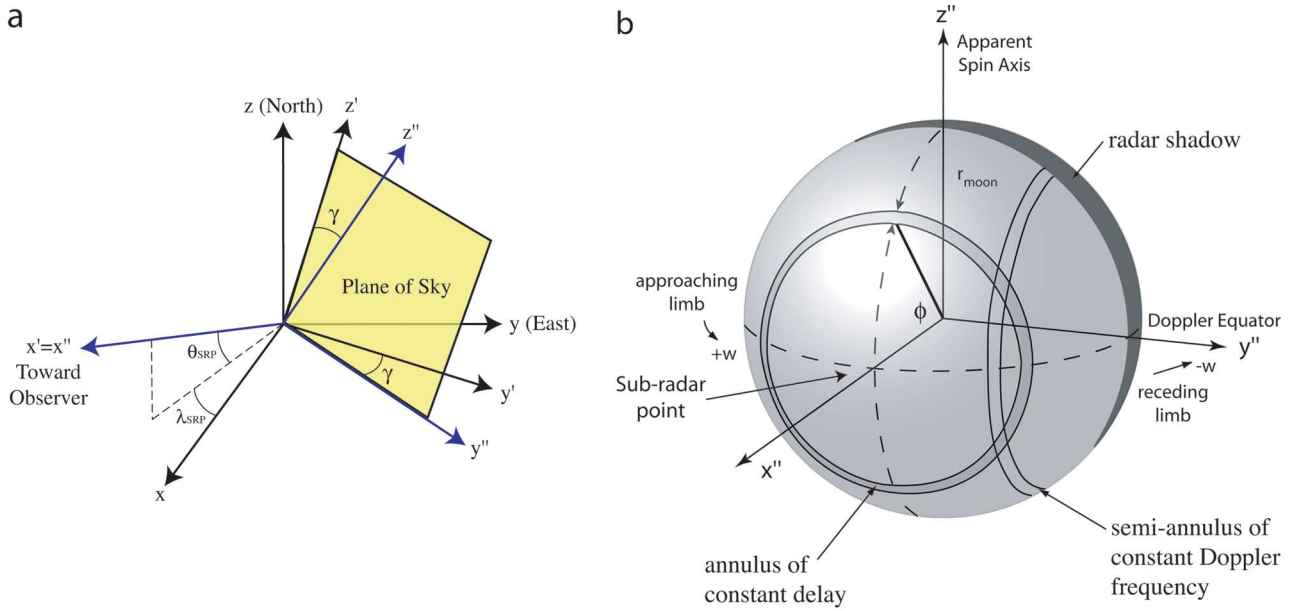 a
z (North)
z'
z''
γ
Plane of Sky
y (East)
x'=x''
Toward
Observer
θSRP
λSRP
γ
y'
y''
x
b
z''
Apparent
Spin Axis
radar shadow
rmoon
approaching
limb
+w
ϕ
Doppler Equator
y''
-w
receding
limb
Sub-radar
point
x''
annulus of
constant delay
semi-annulus of
constant Doppler
frequency